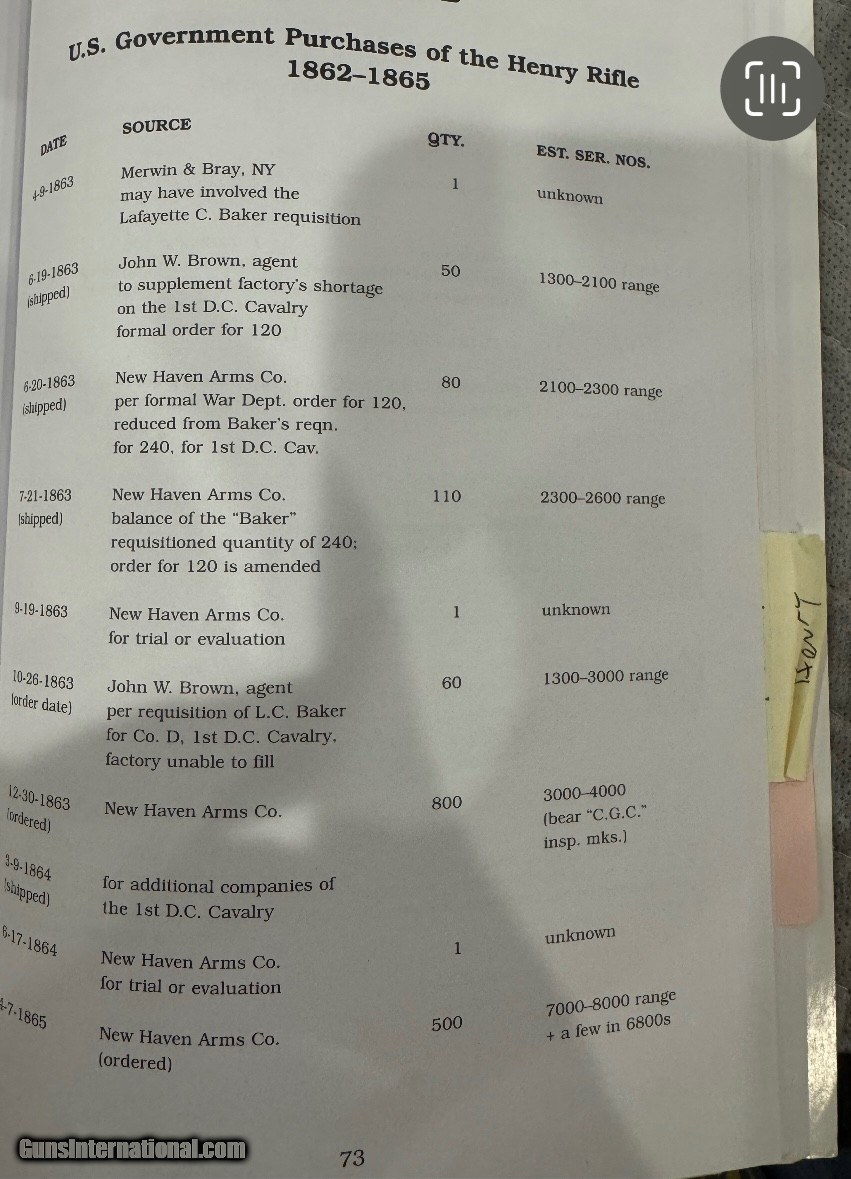 U.S. Government Purchases of the Henry Rifle
1862–1865
DATE SOURCE QTY. EST. SER. NOS.
4-9-1863 Merwin & Bray, NY 1 unknown
may have involved the
Lafayette C. Baker requisition
6-19-1863 John W. Brown, agent 50 1300–2100 range
(shipped) to supplement factory's shortage
on the 1st D.C. Cavalry
formal order for 120
6-20-1863 New Haven Arms Co. 80 2100–2300 range
(shipped) per formal War Dept. order for 120,
reduced from Baker's reqn.
for 240, for 1st D.C. Cav.
7-21-1863 New Haven Arms Co. 110 2300–2600 range
(shipped) balance of the "Baker"
requisitioned quantity of 240;
order for 120 is amended
9-19-1863 New Haven Arms Co. 1 unknown
for trial or evaluation
10-26-1863 John W. Brown, agent 60 1300–3000 range
(order date) per requisition of L.C. Baker
for Co. D, 1st D.C. Cavalry,
factory unable to fill
12-30-1863 New Haven Arms Co. 800 3000–4000
(ordered) (bear "C.G.C."
insp. mks.)
3-9-1864 for additional companies of
(shipped) the 1st D.C. Cavalry
6-17-1864 New Haven Arms Co. 1 unknown
for trial or evaluation
4-7-1865 New Haven Arms Co. 500 7000–8000 range
(ordered) + a few in 6800s
Henry
73
GunsInternational.com